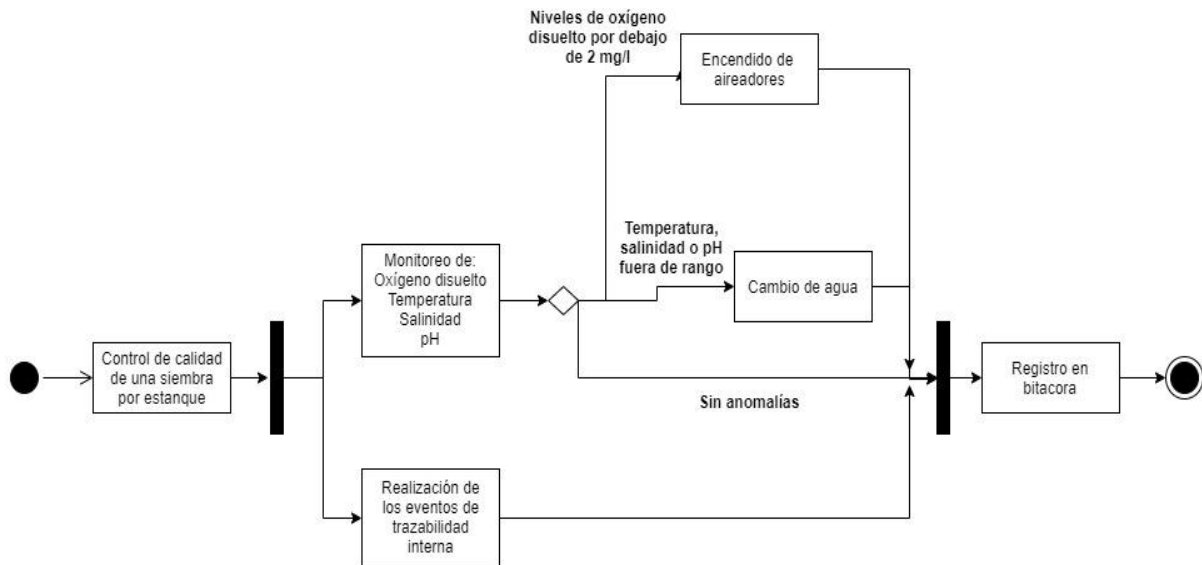 Niveles de oxígeno
disuelto por debajo
de 2 mg/l
Encendido de
aireadores
Temperatura,
salinidad o pH
fuera de rango
Cambio de agua
Monitoreo de:
Oxígeno disuelto
Temperatura
Salinidad
pH
Control de calidad
de una siembra
por estanque
Sin anomalías
Registro en
bitacora
Realización de
los eventos de
trazabilidad
interna